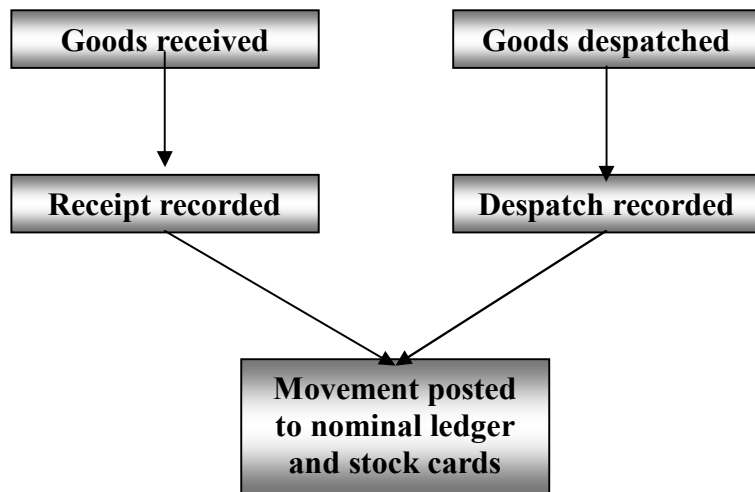 Goods received
Goods despatched
Receipt recorded
Despatch recorded
Movement posted
to nominal ledger
and stock cards